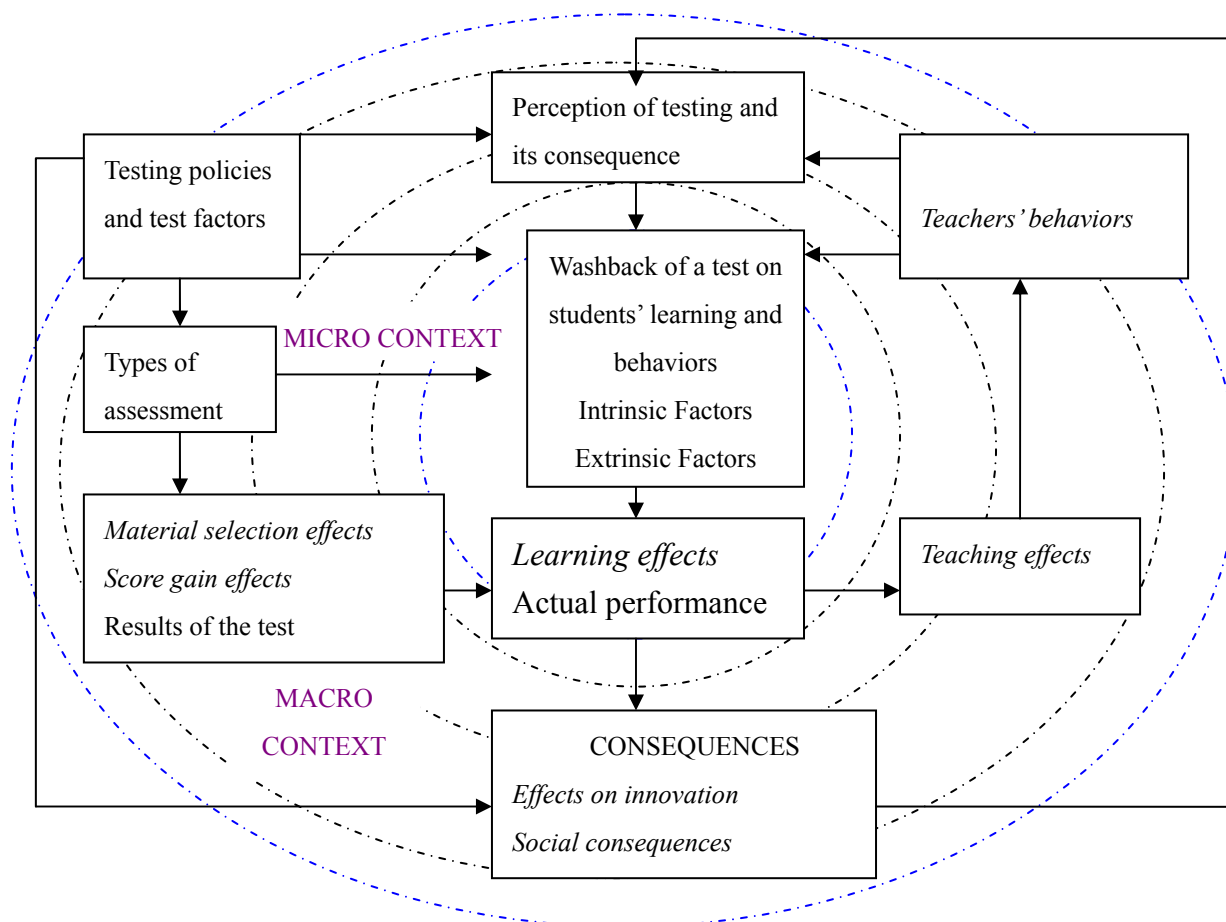 Perception of testing and
its consequence
Testing policies
and test factors
Teachers’ behaviors
Washback of a test on
students’ learning and
behaviors
Intrinsic Factors
Extrinsic Factors
MICRO CONTEXT
Types of
assessment
Material selection effects
Score gain effects
Results of the test
Learning effects
Actual performance
Teaching effects
MACRO
CONTEXT
CONSEQUENCES
Effects on innovation
Social consequences